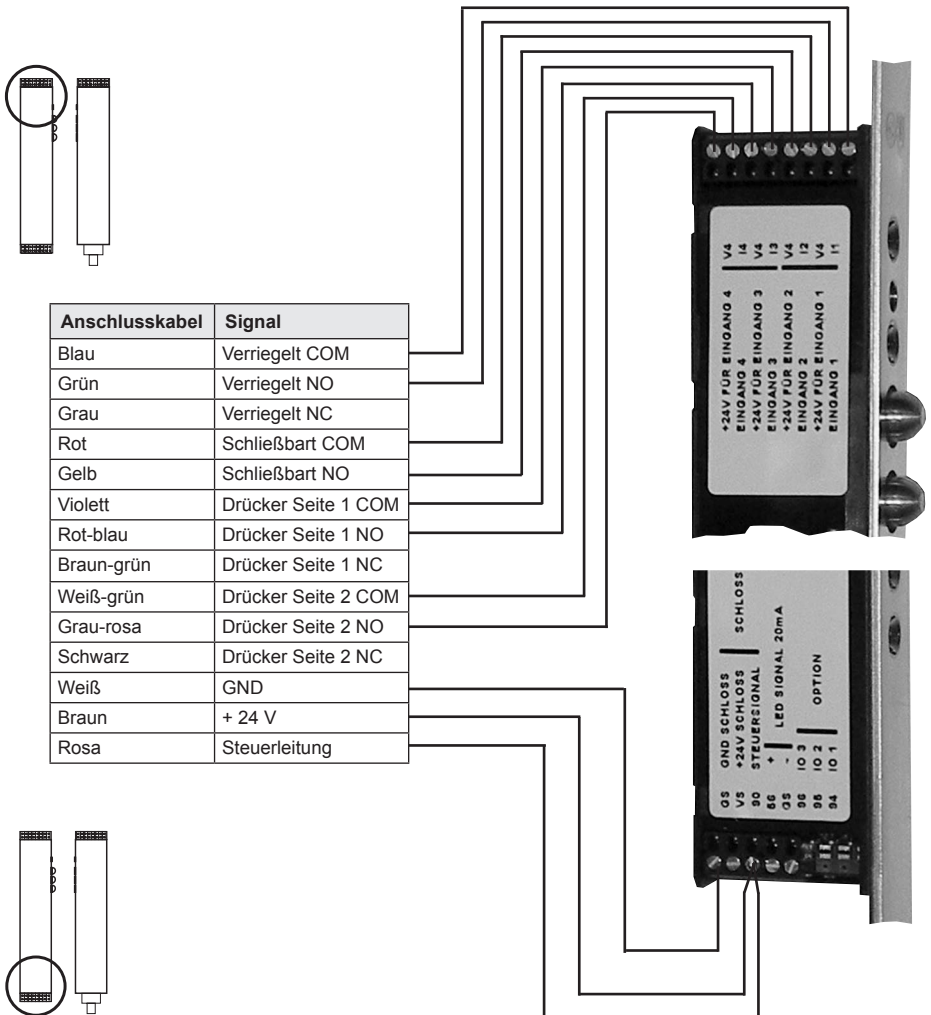 Anschlusskabel Signal
Blau Verriegelt COM
Grün Verriegelt NO
Grau Verriegelt NC
Rot Schließbart COM
Gelb Schließbart NO
Violett Drücker Seite 1 COM
Rot-blau Drücker Seite 1 NO
Braun-grün Drücker Seite 1 NC
Weiß-grün Drücker Seite 2 COM
Grau-rosa Drücker Seite 2 NO
Schwarz Drücker Seite 2 NC
Weiß GND
Braun + 24 V
Rosa Steuerleitung
+24V FÜR EINGANG 4 V4
EINGANG 4 I4
+24V FÜR EINGANG 3 V4
EINGANG 3 I3
+24V FÜR EINGANG 2 V4
EINGANG 2 I2
+24V FÜR EINGANG 1 V4
EINGANG 1 I1
GS GND SCHLOSS
VS +24V SCHLOSS SCHLOSS
90 STEUERSIGNAL
56 + LED SIGNAL 20mA
GS -
96 IO 3
95 IO 2 OPTION
94 IO 1